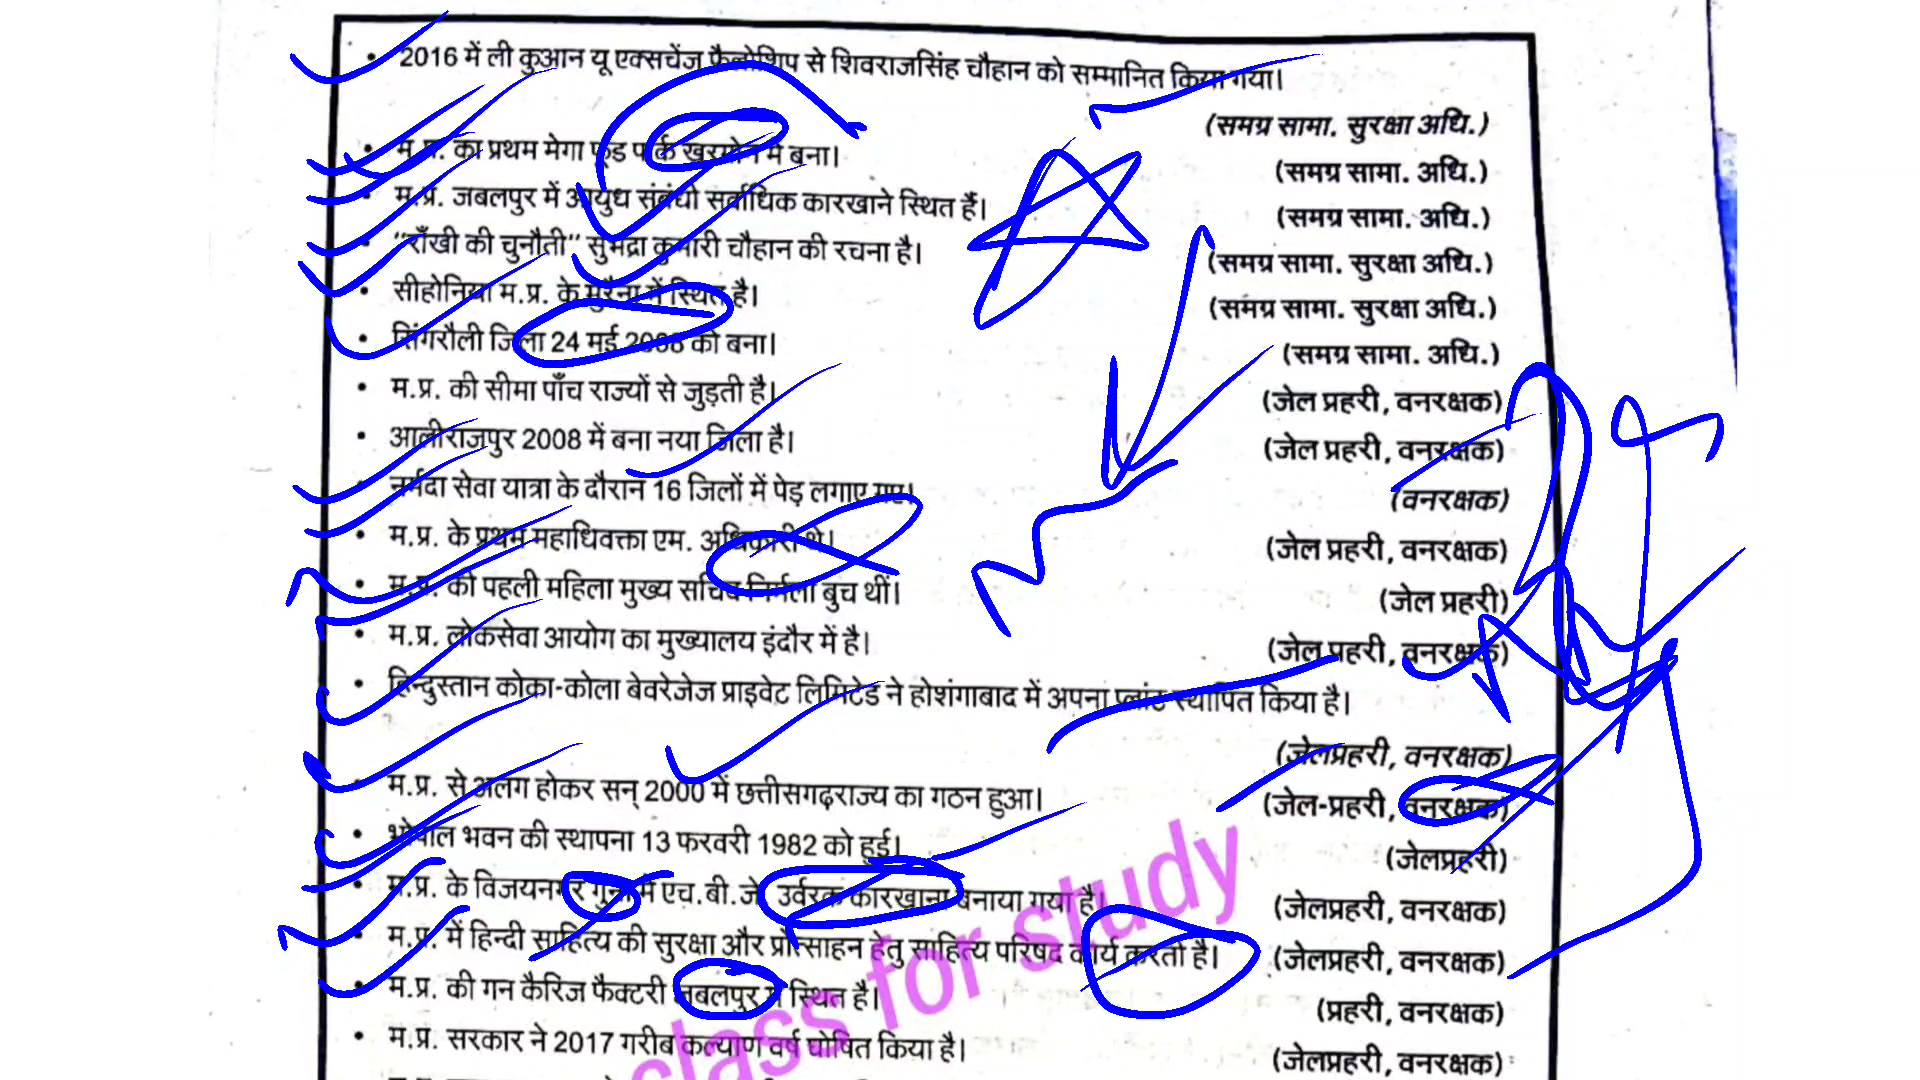 • 2016 में ली कुआन यू एक्सचेंज फैलोशिप से शिवराजसिंह चौहान को सम्मानित किया गया।
(समग्र सामा. सुरक्षा अधि.)
• म.प्र. का प्रथम मेगा फूड पार्क खरगोन में बना। (समग्र सामा. अधि.)
• म.प्र. जबलपुर में आयुध संबंधी सर्वाधिक कारखाने स्थित हैं। (समग्र सामा. अधि.)
• “राँखी की चुनौती” सुभद्रा कुमारी चौहान की रचना है। (समग्र सामा. सुरक्षा अधि.)
• सीहोनिया म.प्र. के मुरैना में स्थित है। (समग्र सामा. सुरक्षा अधि.)
• सिंगरौली जिला 24 मई 2008 को बना। (समग्र सामा. अधि.)
• म.प्र. की सीमा पाँच राज्यों से जुड़ती है। (जेल प्रहरी, वनरक्षक)
• आलीराजपुर 2008 में बना नया जिला है। (जेल प्रहरी, वनरक्षक)
• नर्मदा सेवा यात्रा के दौरान 16 जिलों में पेड़ लगाए गए। (वनरक्षक)
• म.प्र. के प्रथम महाधिवक्ता एम. अधिकारी थे। (जेल प्रहरी, वनरक्षक)
• म.प्र. की पहली महिला मुख्य सचिव निर्मला बुच थीं। (जेल प्रहरी)
• म.प्र. लोकसेवा आयोग का मुख्यालय इंदौर में है। (जेल प्रहरी, वनरक्षक)
• हिन्दुस्तान कोका-कोला बेवरेजेज प्राइवेट लिमिटेड ने होशंगाबाद में अपना प्लांट स्थापित किया है।
(जेलप्रहरी, वनरक्षक)
• म.प्र. से अलग होकर सन् 2000 में छत्तीसगढ़राज्य का गठन हुआ। (जेल-प्रहरी, वनरक्षक)
• भोपाल भवन की स्थापना 13 फरवरी 1982 को हुई। (जेलप्रहरी)
• म.प्र. के विजयनगर गुना में एच.बी.जे. उर्वरक कारखाना बनाया गया है। (जेलप्रहरी, वनरक्षक)
• म.प्र. में हिन्दी साहित्य की सुरक्षा और प्रोत्साहन हेतु साहित्य परिषद कार्य करती है। (जेलप्रहरी, वनरक्षक)
• म.प्र. की गन कैरिज फैक्टरी जबलपुर में स्थित है। (प्रहरी, वनरक्षक)
• म.प्र. सरकार ने 2017 गरीब कल्याण वर्ष घोषित किया है। (जेलप्रहरी, वनरक्षक)
class for study